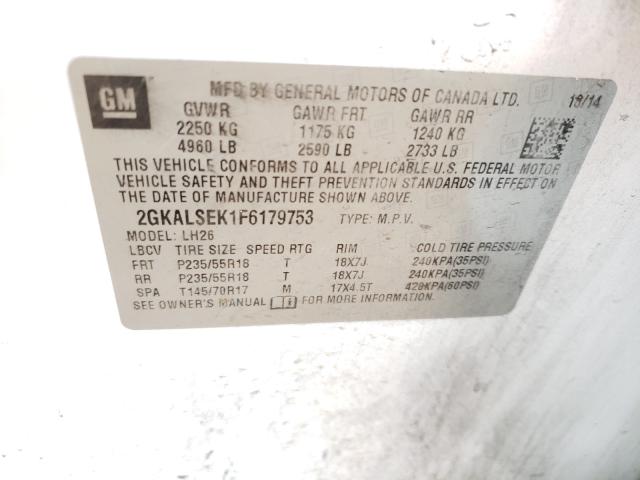 GM
MFD BY GENERAL MOTORS OF CANADA LTD. 10/14
GVWR GAWR FRT GAWR RR
2250 KG 1175 KG 1240 KG
4960 LB 2590 LB 2733 LB
THIS VEHICLE CONFORMS TO ALL APPLICABLE U.S. FEDERAL MOTOR
VEHICLE SAFETY AND THEFT PREVENTION STANDARDS IN EFFECT ON
THE DATE OF MANUFACTURE SHOWN ABOVE.
2GKALSEK1F6179753 TYPE: M.P.V.
MODEL: LH26
LBCV TIRE SIZE SPEED RTG RIM COLD TIRE PRESSURE
FRT P235/55R18 T 18X7J 240KPA(35PSI)
RR P235/55R18 T 18X7J 240KPA(35PSI)
SPA T145/70R17 M 17X4.5T 420KPA(60PSI)
SEE OWNER'S MANUAL FOR MORE INFORMATION.